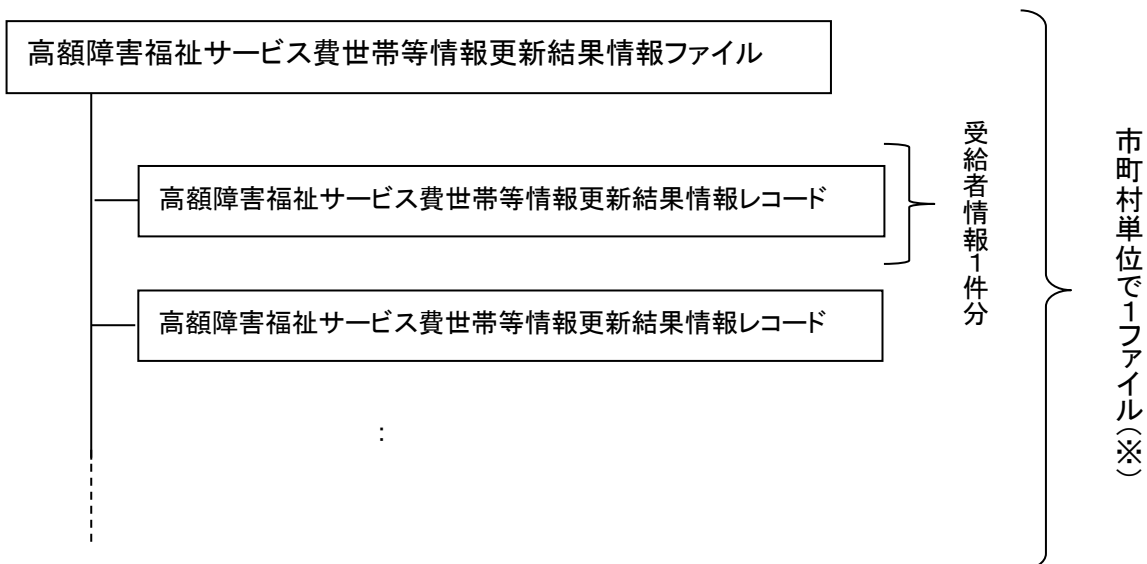 高額障害福祉サービス費世帯等情報更新結果情報ファイル
高額障害福祉サービス費世帯等情報更新結果情報レコード
受給者情報1件分
高額障害福祉サービス費世帯等情報更新結果情報レコード
:
市町村単位で1ファイル(※)